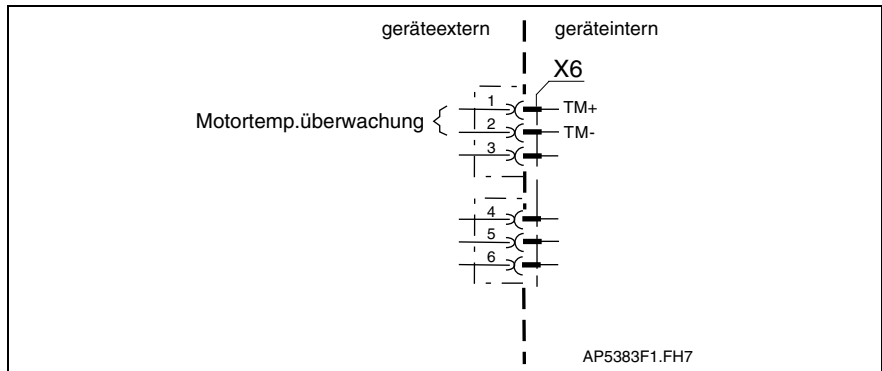 geräteextern geräteintern
X6
1 TM+
Motortemp.überwachung
2 TM-
3
4
5
6
AP5383F1.FH7